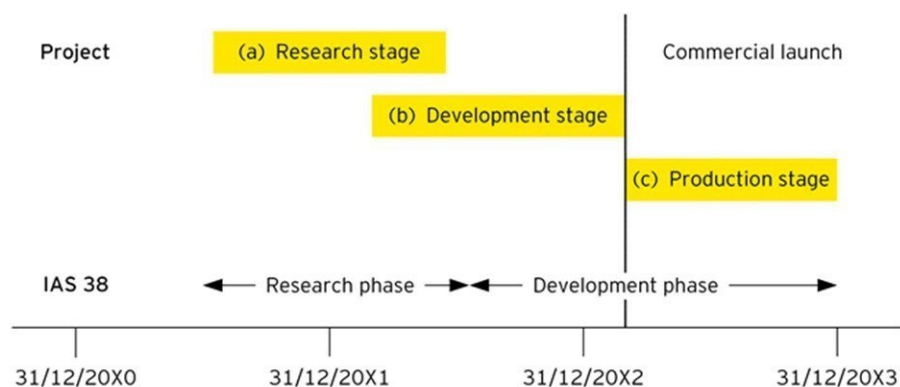 Project
(a) Research stage
Commercial launch
(b) Development stage
(c) Production stage
IAS 38
Research phase
Development phase
31/12/20X0
31/12/20X1
31/12/20X2
31/12/20X3